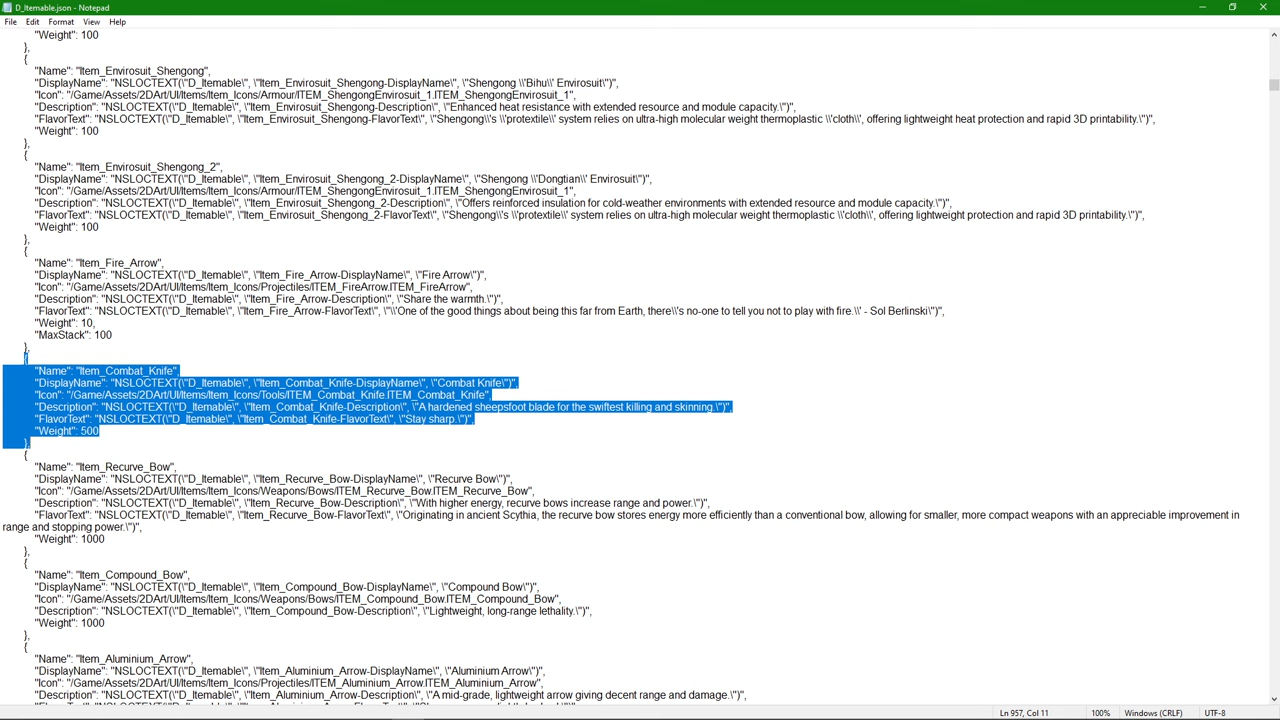 D_Itemable.json - Notepad
File Edit Format View Help
"Weight": 100
},
{
"Name": "Item_Envirosuit_Shengong",
"DisplayName": "NSLOCTEXT(\"D_Itemable\", \"Item_Envirosuit_Shengong-DisplayName\", \"Shengong \\'Bihu\\' Envirosuit\")",
"Icon": "/Game/Assets/2DArt/UI/Items/Item_Icons/Armour/ITEM_ShengongEnvirosuit_1.ITEM_ShengongEnvirosuit_1",
"Description": "NSLOCTEXT(\"D_Itemable\", \"Item_Envirosuit_Shengong-Description\", \"Enhanced heat resistance with extended resource and module capacity.\")",
"FlavorText": "NSLOCTEXT(\"D_Itemable\", \"Item_Envirosuit_Shengong-FlavorText\", \"Shengong\\'s \\'protextile\\' system relies on ultra-high molecular weight thermoplastic \\'cloth\\', offering lightweight heat protection and rapid 3D printability.\")",
"Weight": 100
},
{
"Name": "Item_Envirosuit_Shengong_2",
"DisplayName": "NSLOCTEXT(\"D_Itemable\", \"Item_Envirosuit_Shengong_2-DisplayName\", \"Shengong \\'Dongtian\\' Envirosuit\")",
"Icon": "/Game/Assets/2DArt/UI/Items/Item_Icons/Armour/ITEM_ShengongEnvirosuit_1.ITEM_ShengongEnvirosuit_1",
"Description": "NSLOCTEXT(\"D_Itemable\", \"Item_Envirosuit_Shengong_2-Description\", \"Offers reinforced insulation for cold-weather environments with extended resource and module capacity.\")",
"FlavorText": "NSLOCTEXT(\"D_Itemable\", \"Item_Envirosuit_Shengong_2-FlavorText\", \"Shengong\\'s \\'protextile\\' system relies on ultra-high molecular weight thermoplastic \\'cloth\\', offering lightweight protection and rapid 3D printability.\")",
"Weight": 100
},
{
"Name": "Item_Fire_Arrow",
"DisplayName": "NSLOCTEXT(\"D_Itemable\", \"Item_Fire_Arrow-DisplayName\", \"Fire Arrow\")",
"Icon": "/Game/Assets/2DArt/UI/Items/Item_Icons/Projectiles/ITEM_FireArrow.ITEM_FireArrow",
"Description": "NSLOCTEXT(\"D_Itemable\", \"Item_Fire_Arrow-Description\", \"Share the warmth.\")",
"FlavorText": "NSLOCTEXT(\"D_Itemable\", \"Item_Fire_Arrow-FlavorText\", \"\\'One of the good things about being this far from Earth, there\\'s no-one to tell you not to play with fire.\\' - Sol Berlinski\")",
"Weight": 10,
"MaxStack": 100
},
{
"Name": "Item_Combat_Knife",
"DisplayName": "NSLOCTEXT(\"D_Itemable\", \"Item_Combat_Knife-DisplayName\", \"Combat Knife\")",
"Icon": "/Game/Assets/2DArt/UI/Items/Item_Icons/Tools/ITEM_Combat_Knife.ITEM_Combat_Knife",
"Description": "NSLOCTEXT(\"D_Itemable\", \"Item_Combat_Knife-Description\", \"A hardened sheepsfoot blade for the swiftest killing and skinning.\")",
"FlavorText": "NSLOCTEXT(\"D_Itemable\", \"Item_Combat_Knife-FlavorText\", \"Stay sharp.\")",
"Weight": 500
},
{
"Name": "Item_Recurve_Bow",
"DisplayName": "NSLOCTEXT(\"D_Itemable\", \"Item_Recurve_Bow-DisplayName\", \"Recurve Bow\")",
"Icon": "/Game/Assets/2DArt/UI/Items/Item_Icons/Weapons/Bows/ITEM_Recurve_Bow.ITEM_Recurve_Bow",
"Description": "NSLOCTEXT(\"D_Itemable\", \"Item_Recurve_Bow-Description\", \"With higher energy, recurve bows increase range and power.\")",
"FlavorText": "NSLOCTEXT(\"D_Itemable\", \"Item_Recurve_Bow-FlavorText\", \"Originating in ancient Scythia, the recurve bow stores energy more efficiently than a conventional bow, allowing for smaller, more compact weapons with an appreciable improvement in
range and stopping power.\")",
"Weight": 1000
},
{
"Name": "Item_Compound_Bow",
"DisplayName": "NSLOCTEXT(\"D_Itemable\", \"Item_Compound_Bow-DisplayName\", \"Compound Bow\")",
"Icon": "/Game/Assets/2DArt/UI/Items/Item_Icons/Weapons/Bows/ITEM_Compound_Bow.ITEM_Compound_Bow",
"Description": "NSLOCTEXT(\"D_Itemable\", \"Item_Compound_Bow-Description\", \"Lightweight, long-range lethality.\")",
"Weight": 1000
},
{
"Name": "Item_Aluminium_Arrow",
"DisplayName": "NSLOCTEXT(\"D_Itemable\", \"Item_Aluminium_Arrow-DisplayName\", \"Aluminium Arrow\")",
"Icon": "/Game/Assets/2DArt/UI/Items/Item_Icons/Projectiles/ITEM_Aluminium_Arrow.ITEM_Aluminium_Arrow",
"Description": "NSLOCTEXT(\"D_Itemable\", \"Item_Aluminium_Arrow-Description\", \"A mid-grade, lightweight arrow giving decent range and damage.\")",
Ln 957, Col 11 100% Windows (CRLF) UTF-8